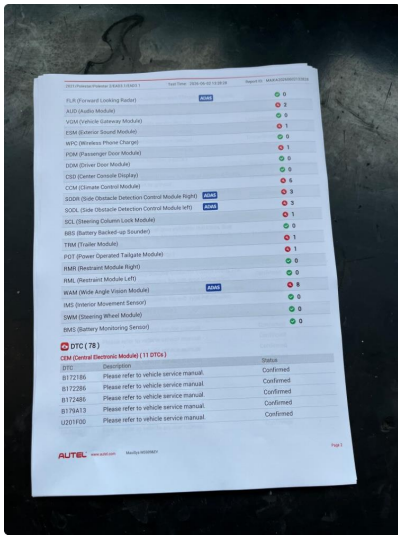 FLR (Forward Looking Radar) ADAS 0
AUD (Audio Module) 2
VGM (Vehicle Gateway Module) 0
ESM (Exterior Sound Module) 1
WPC (Wireless Phone Charge) 0
PDM (Passenger Door Module) 1
DDM (Driver Door Module) 0
CSD (Center Console Display) 0
CCM (Climate Control Module) 6
SODR (Side Obstacle Detection Control Module Right) ADAS 3
SODL (Side Obstacle Detection Control Module left) ADAS 3
SCL (Steering Column Lock Module) 1
BBS (Battery Backed-up Sounder) 0
TRM (Trailer Module) 1
POT (Power Operated Tailgate Module) 1
RMR (Restraint Module Right) 0
RML (Restraint Module Left) 0
WAM (Wide Angle Vision Module) ADAS 8
IMS (Interior Movement Sensor) 0
SWM (Steering Wheel Module) 0
BMS (Battery Monitoring Sensor) 0
DTC ( 78 )
CEM (Central Electronic Module) ( 11 DTCs )
DTC Description Status
B172186 Please refer to vehicle service manual. Confirmed
B172286 Please refer to vehicle service manual. Confirmed
B172486 Please refer to vehicle service manual. Confirmed
B179A13 Please refer to vehicle service manual. Confirmed
U201F00 Please refer to vehicle service manual. Confirmed
AUTEL www.autel.com